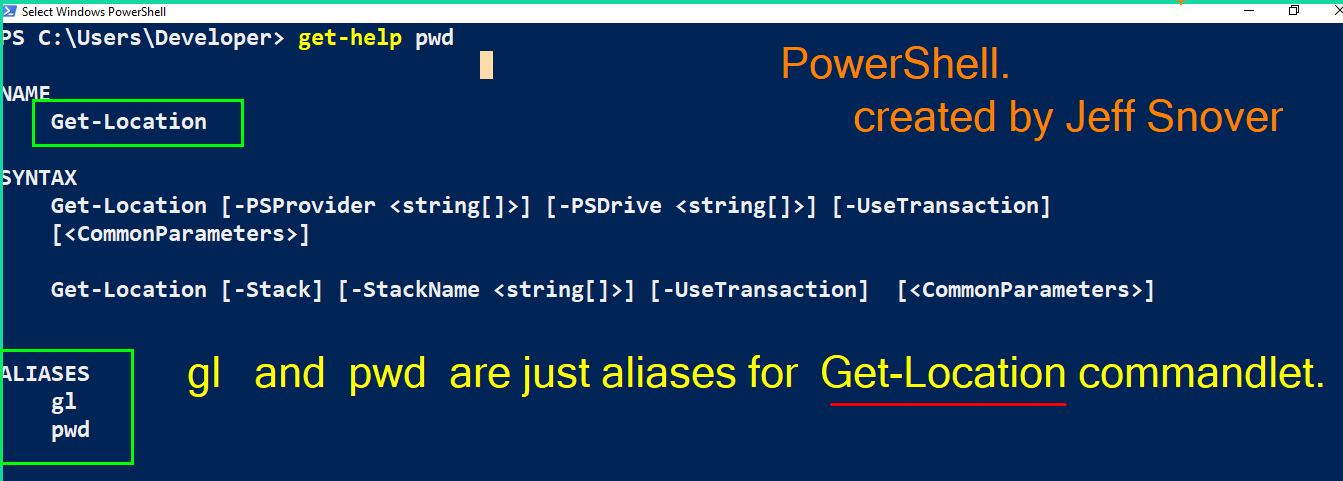 Select Windows PowerShell
PS C:\Users\Developer> get-help pwd
PowerShell.
created by Jeff Snover
NAME
Get-Location
SYNTAX
Get-Location [-PSProvider <string[]>] [-PSDrive <string[]>] [-UseTransaction]
[<CommonParameters>]
Get-Location [-Stack] [-StackName <string[]>] [-UseTransaction]  [<CommonParameters>]
ALIASES
gl
pwd
gl and pwd are just aliases for Get-Location commandlet.